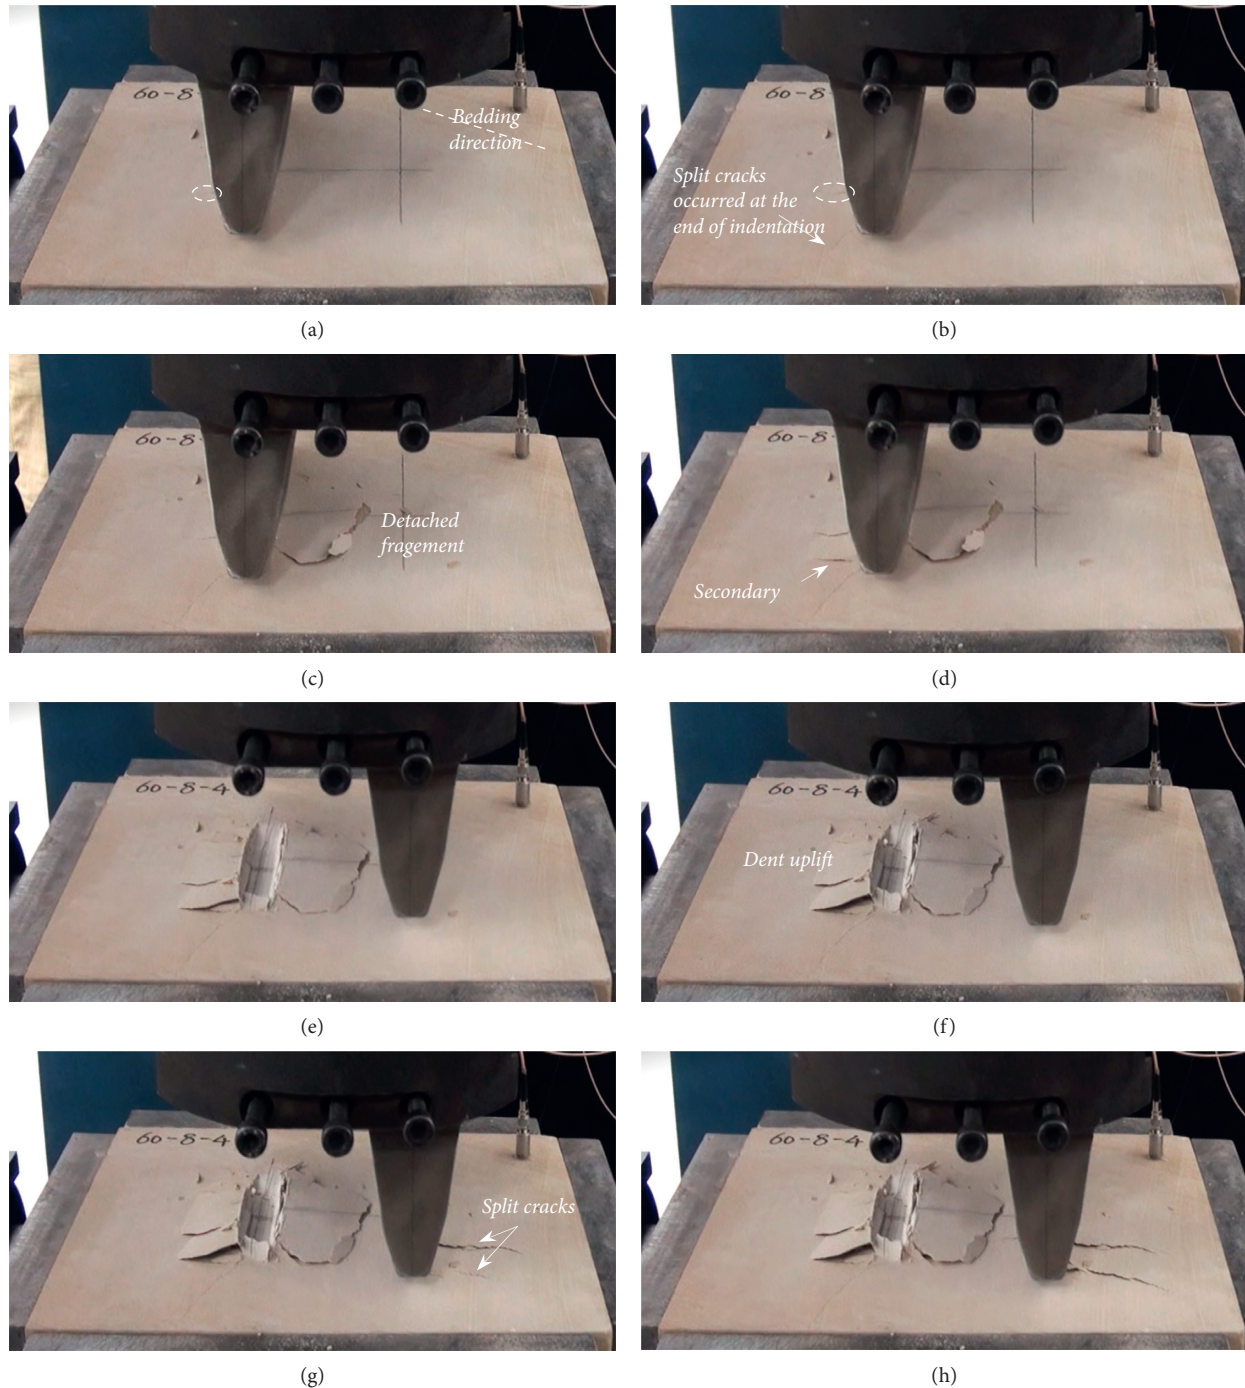 60-8-
Bedding
direction
(a)
60-8-
Split cracks
occurred at the
end of indentation
(b)
60-8-
Detached
fragement
(c)
60-8-
Secondary
(d)
60-8-4
(e)
60-8-4
Dent uplift
(f)
60-8-4
Split cracks
(g)
60-8-4
(h)